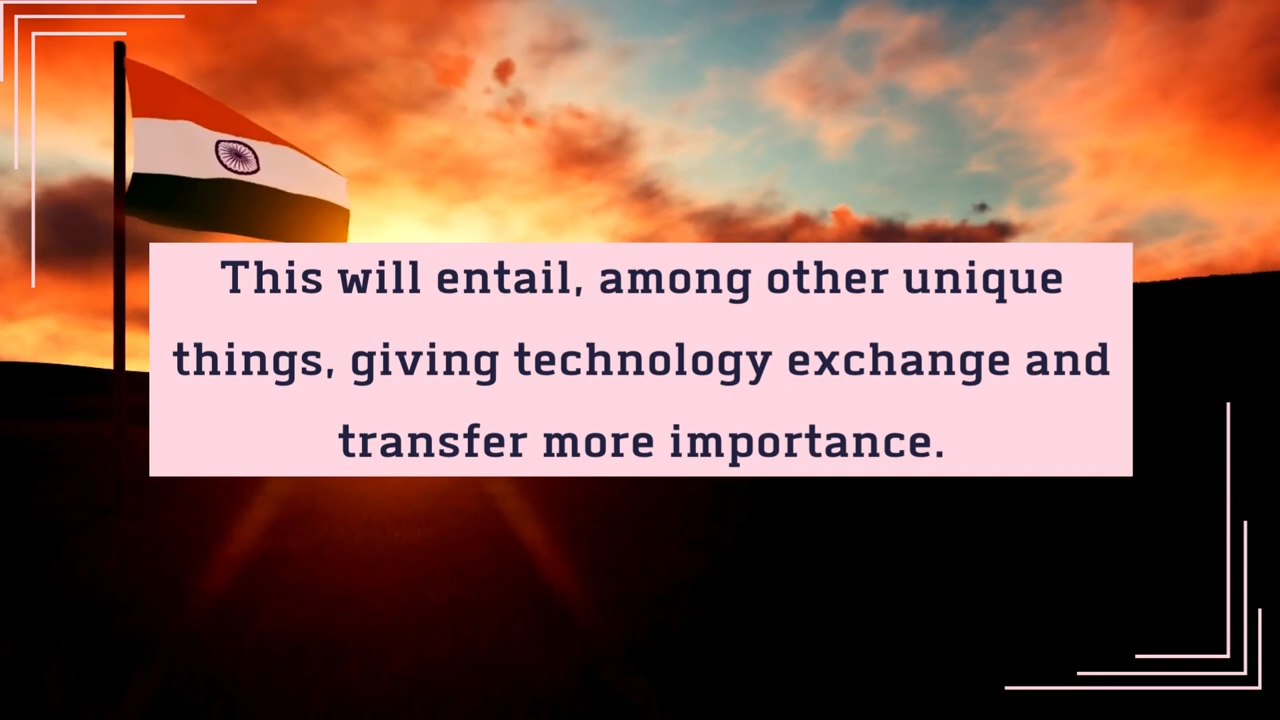 This will entail, among other unique
things, giving technology exchange and
transfer more importance.